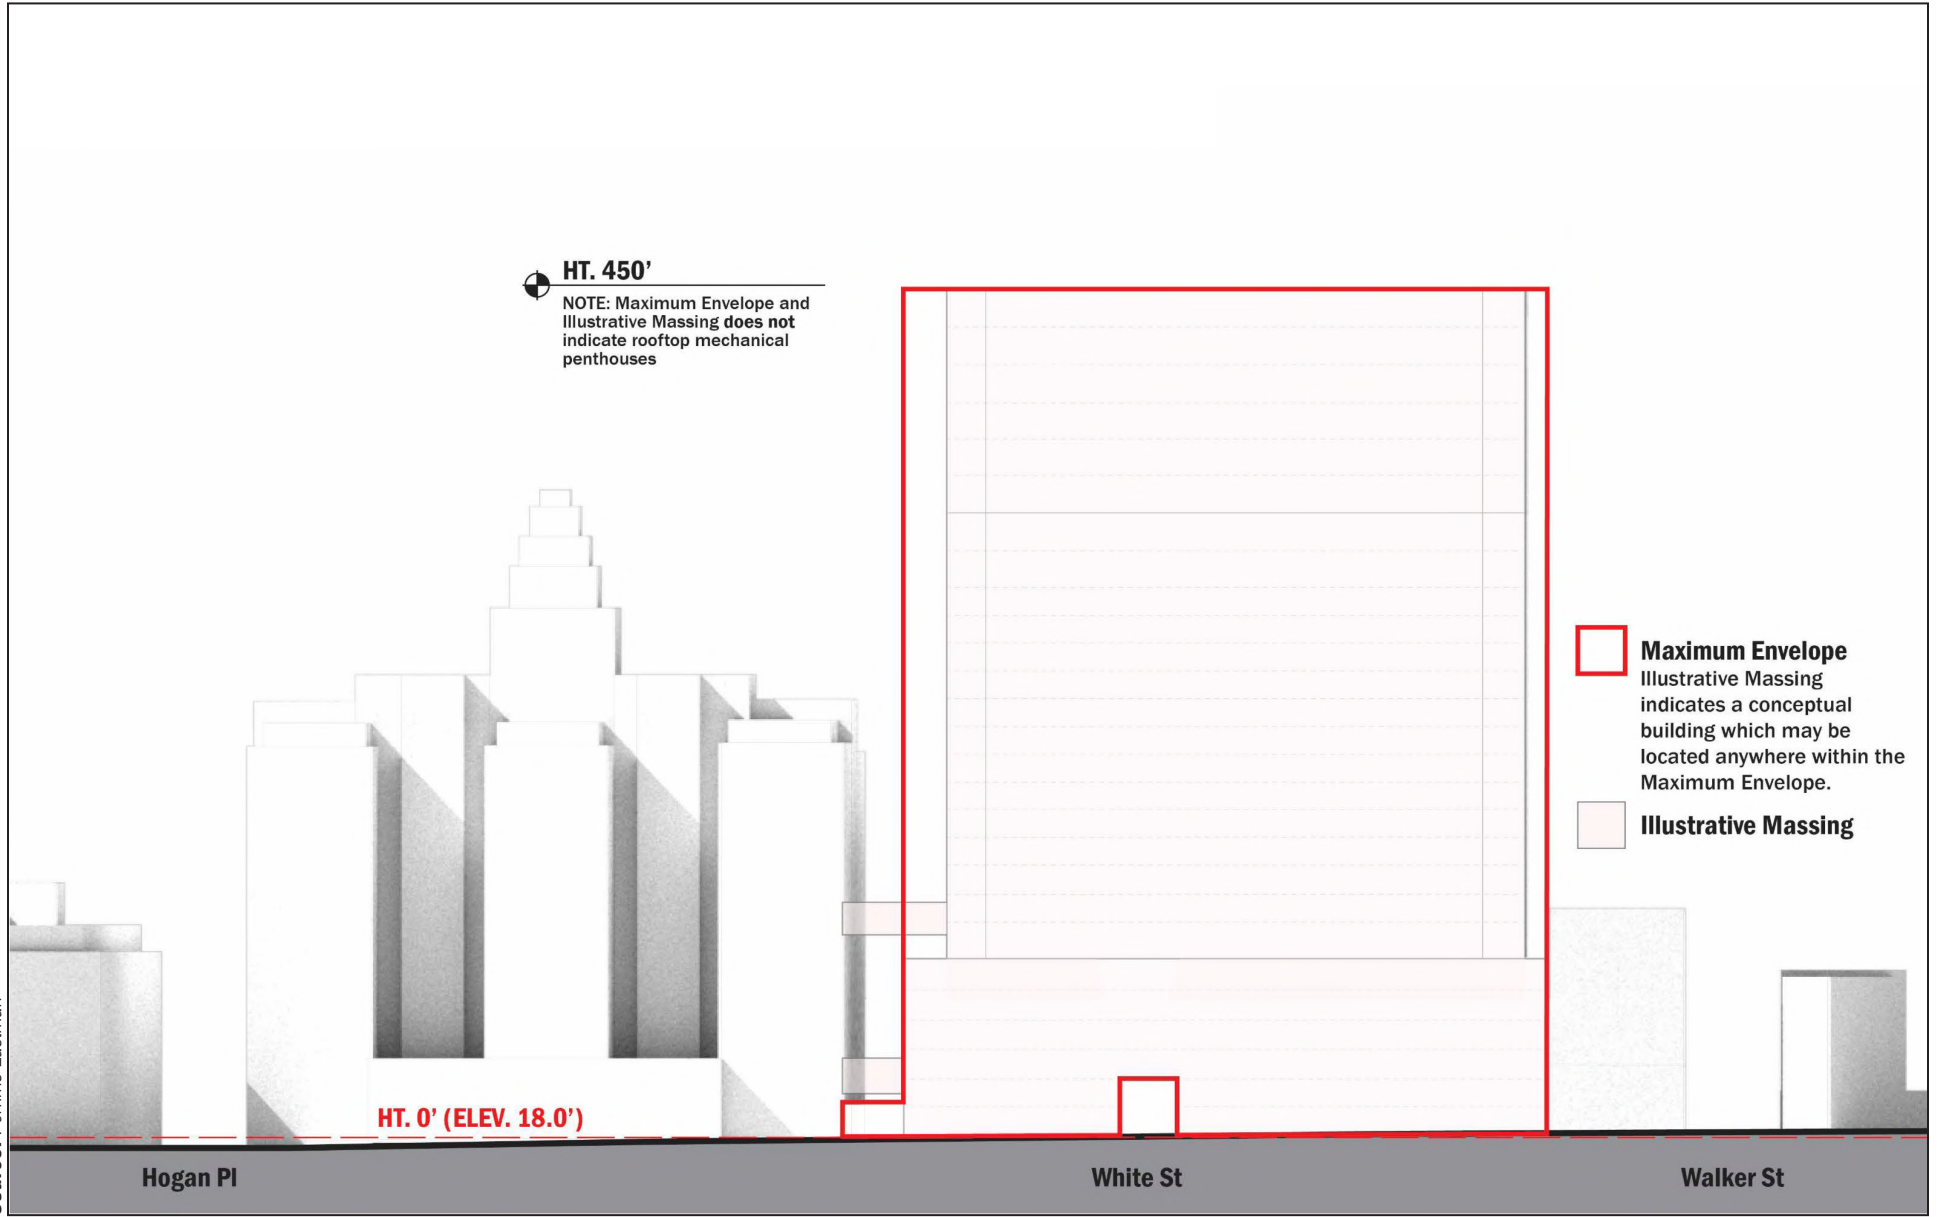 HT. 450’
NOTE: Maximum Envelope and
Illustrative Massing does not
indicate rooftop mechanical
penthouses
Maximum Envelope
Illustrative Massing
indicates a conceptual
building which may be
located anywhere within the
Maximum Envelope.
Illustrative Massing
HT. 0’ (ELEV. 18.0’)
Hogan Pl
White St
Walker St